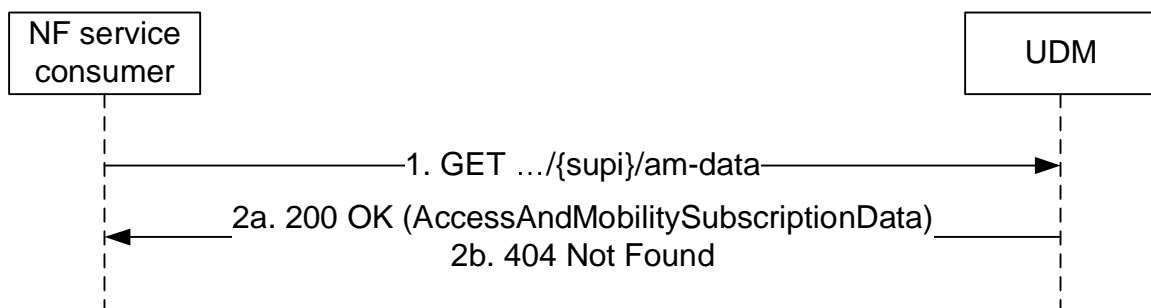 NF service
consumer
UDM
1. GET …/{supi}/am-data
2a. 200 OK (AccessAndMobilitySubscriptionData)
2b. 404 Not Found